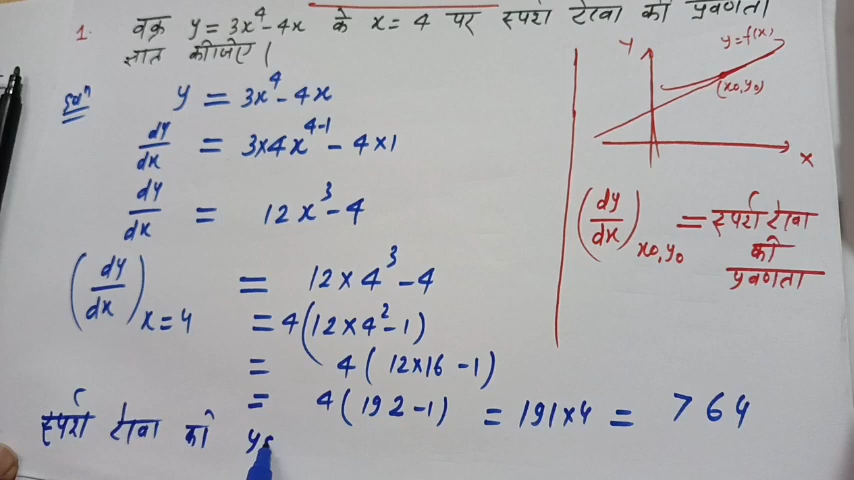 1. वक्र y = 3x⁴ - 4x के x = 4 पर स्पर्श रेखा की प्रवणता
ज्ञात कीजिए।
हल
y = 3x⁴ - 4x
dy/dx = 3×4x⁴⁻¹ - 4×1
dy/dx = 12x³ - 4
(dy/dx)x=4 = 12×4³ - 4
= 4(12×4² - 1)
= 4(12×16 - 1)
= 4(192 - 1) = 191×4 = 764
स्पर्श रेखा की
Y
y = f(x)
(x0, y0)
X
(dy/dx)x0,y0 = स्पर्श रेखा
की
प्रवणता